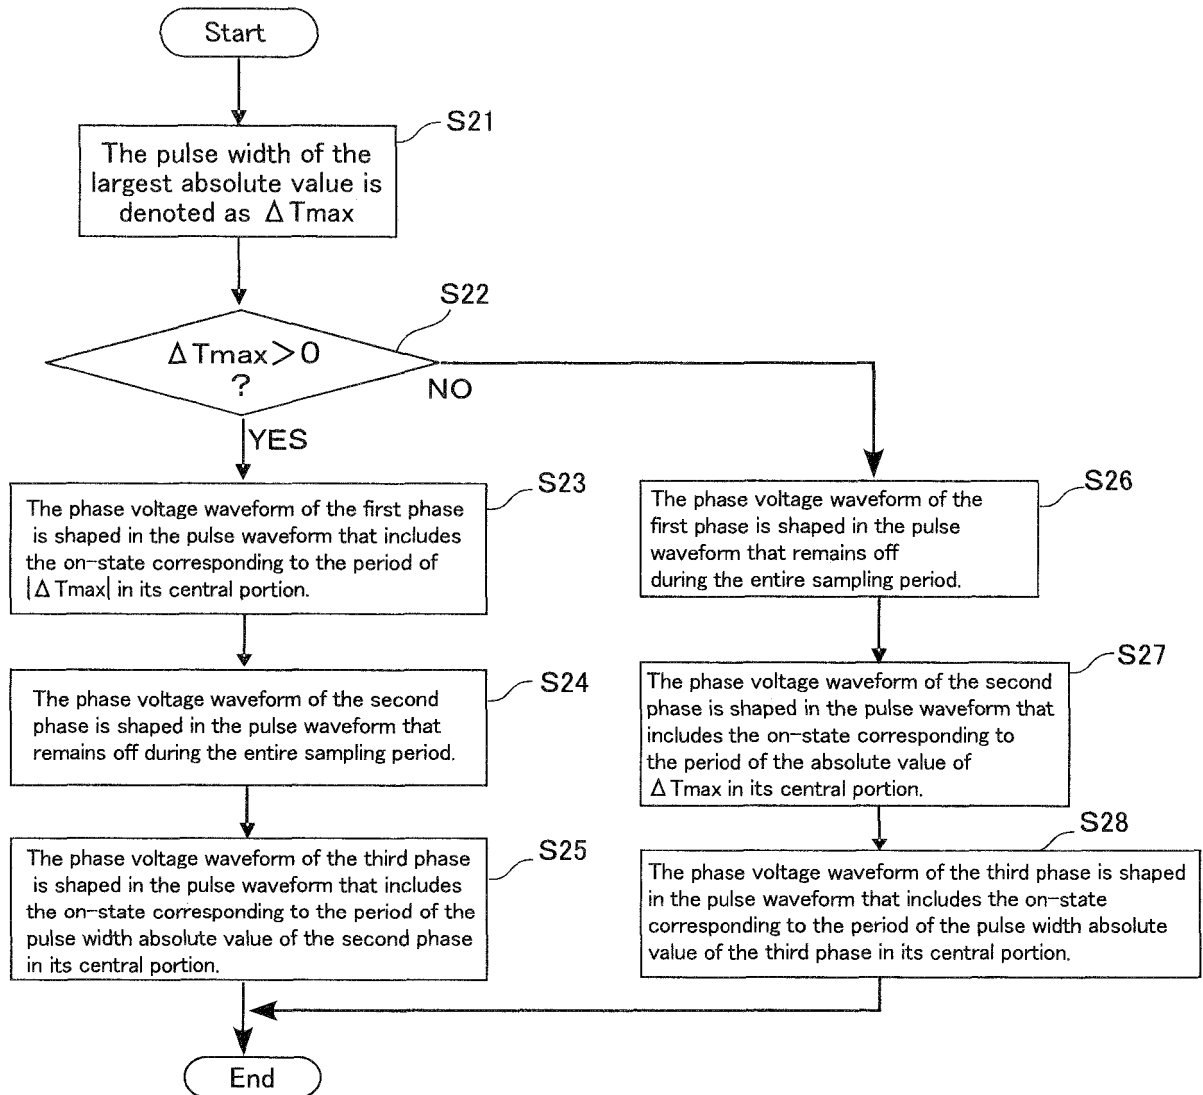 Start
S21
The pulse width of the
largest absolute value is
denoted as ΔTmax
S22
ΔTmax>0
?
NO
YES
S23
The phase voltage waveform of the first phase
is shaped in the pulse waveform that includes
the on-state corresponding to the period of
|ΔTmax| in its central portion.
S24
The phase voltage waveform of the second
phase is shaped in the pulse waveform that
remains off during the entire sampling period.
S25
The phase voltage waveform of the third phase
is shaped in the pulse waveform that includes
the on-state corresponding to the period of the
pulse width absolute value of the second phase
in its central portion.
S26
The phase voltage waveform of the
first phase is shaped in the pulse
waveform that remains off
during the entire sampling period.
S27
The phase voltage waveform of the second
phase is shaped in the pulse waveform that
includes the on-state corresponding to
the period of the absolute value of
ΔTmax in its central portion.
S28
The phase voltage waveform of the third phase is shaped
in the pulse waveform that includes the on-state
corresponding to the period of the pulse width absolute
value of the third phase in its central portion.
End